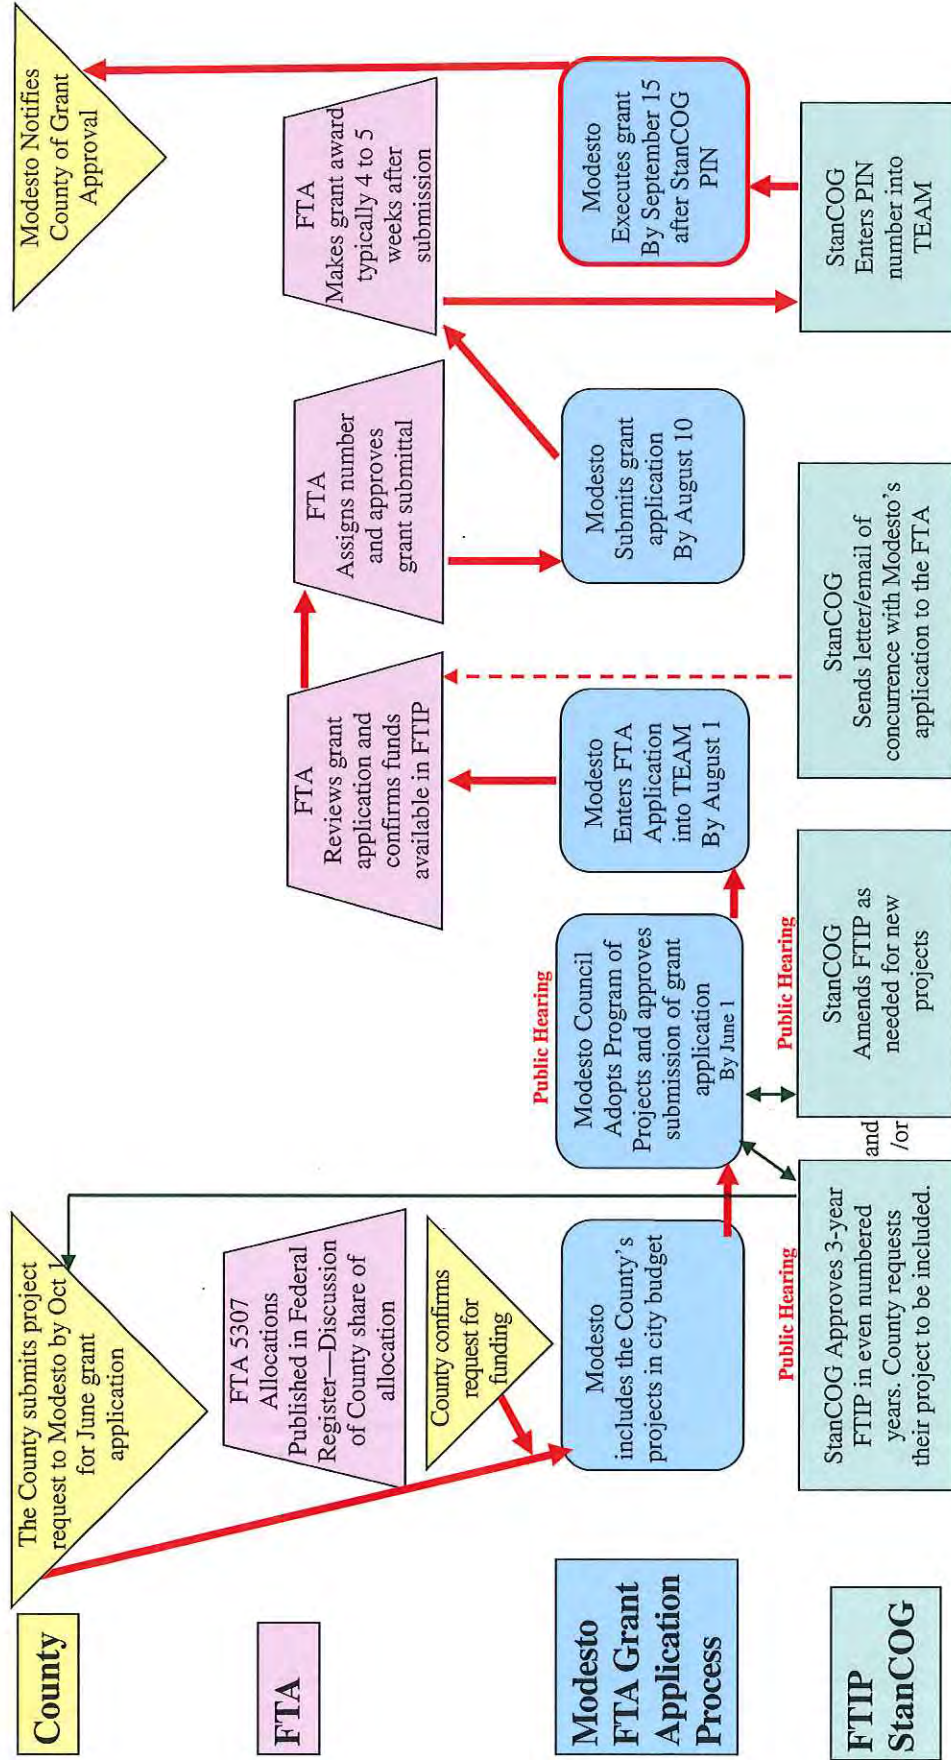 County
The County submits project
request to Modesto by Oct 1
for June grant
application
Modesto Notifies
County of Grant
Approval
FTA
FTA 5307
Allocations
Published in Federal
Register—Discussion
of County share of
allocation
County confirms
request for
funding
FTA
Reviews grant
application and
confirms funds
available in FTIP
FTA
Assigns number
and approves
grant submittal
FTA
Makes grant award
typically 4 to 5
weeks after
submission
Modesto
FTA Grant
Application
Process
Modesto
includes the County's
projects in city budget
Public Hearing
Modesto Council
Adopts Program of
Projects and approves
submission of grant
application
By June 1
Modesto
Enters FTA
Application
into TEAM
By August 1
Modesto
Submits grant
application
By August 10
Modesto
Executes grant
By September 15
after StanCOG
PIN
FTIP
StanCOG
Public Hearing
StanCOG Approves 3-year
FTIP in even numbered
years. County requests
their project to be included.
and
/or
Public Hearing
StanCOG
Amends FTIP as
needed for new
projects
StanCOG
Sends letter/email of
concurrence with Modesto's
application to the FTA
StanCOG
Enters PIN
number into
TEAM